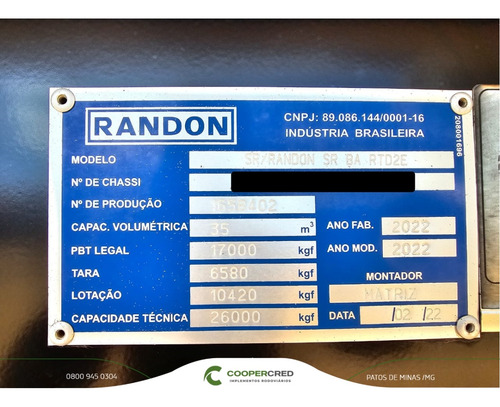 RANDON
CNPJ: 89.086.144/0001-16
INDÚSTRIA BRASILEIRA
208001696
MODELO SR/RANDON SR BA RTD2E
Nº DE CHASSI
Nº DE PRODUÇÃO
CAPAC. VOLUMÉTRICA 35 m³ ANO FAB. 2022
PBT LEGAL 17000 kgf ANO MOD. 2022
TARA 6580 kgf MONTADOR
LOTAÇÃO 10420 kgf MATRIZ
CAPACIDADE TÉCNICA 26000 kgf DATA /02 /22
0800 945 0304
COOPERCRED
IMPLEMENTOS RODOVIÁRIOS
PATOS DE MINAS /MG